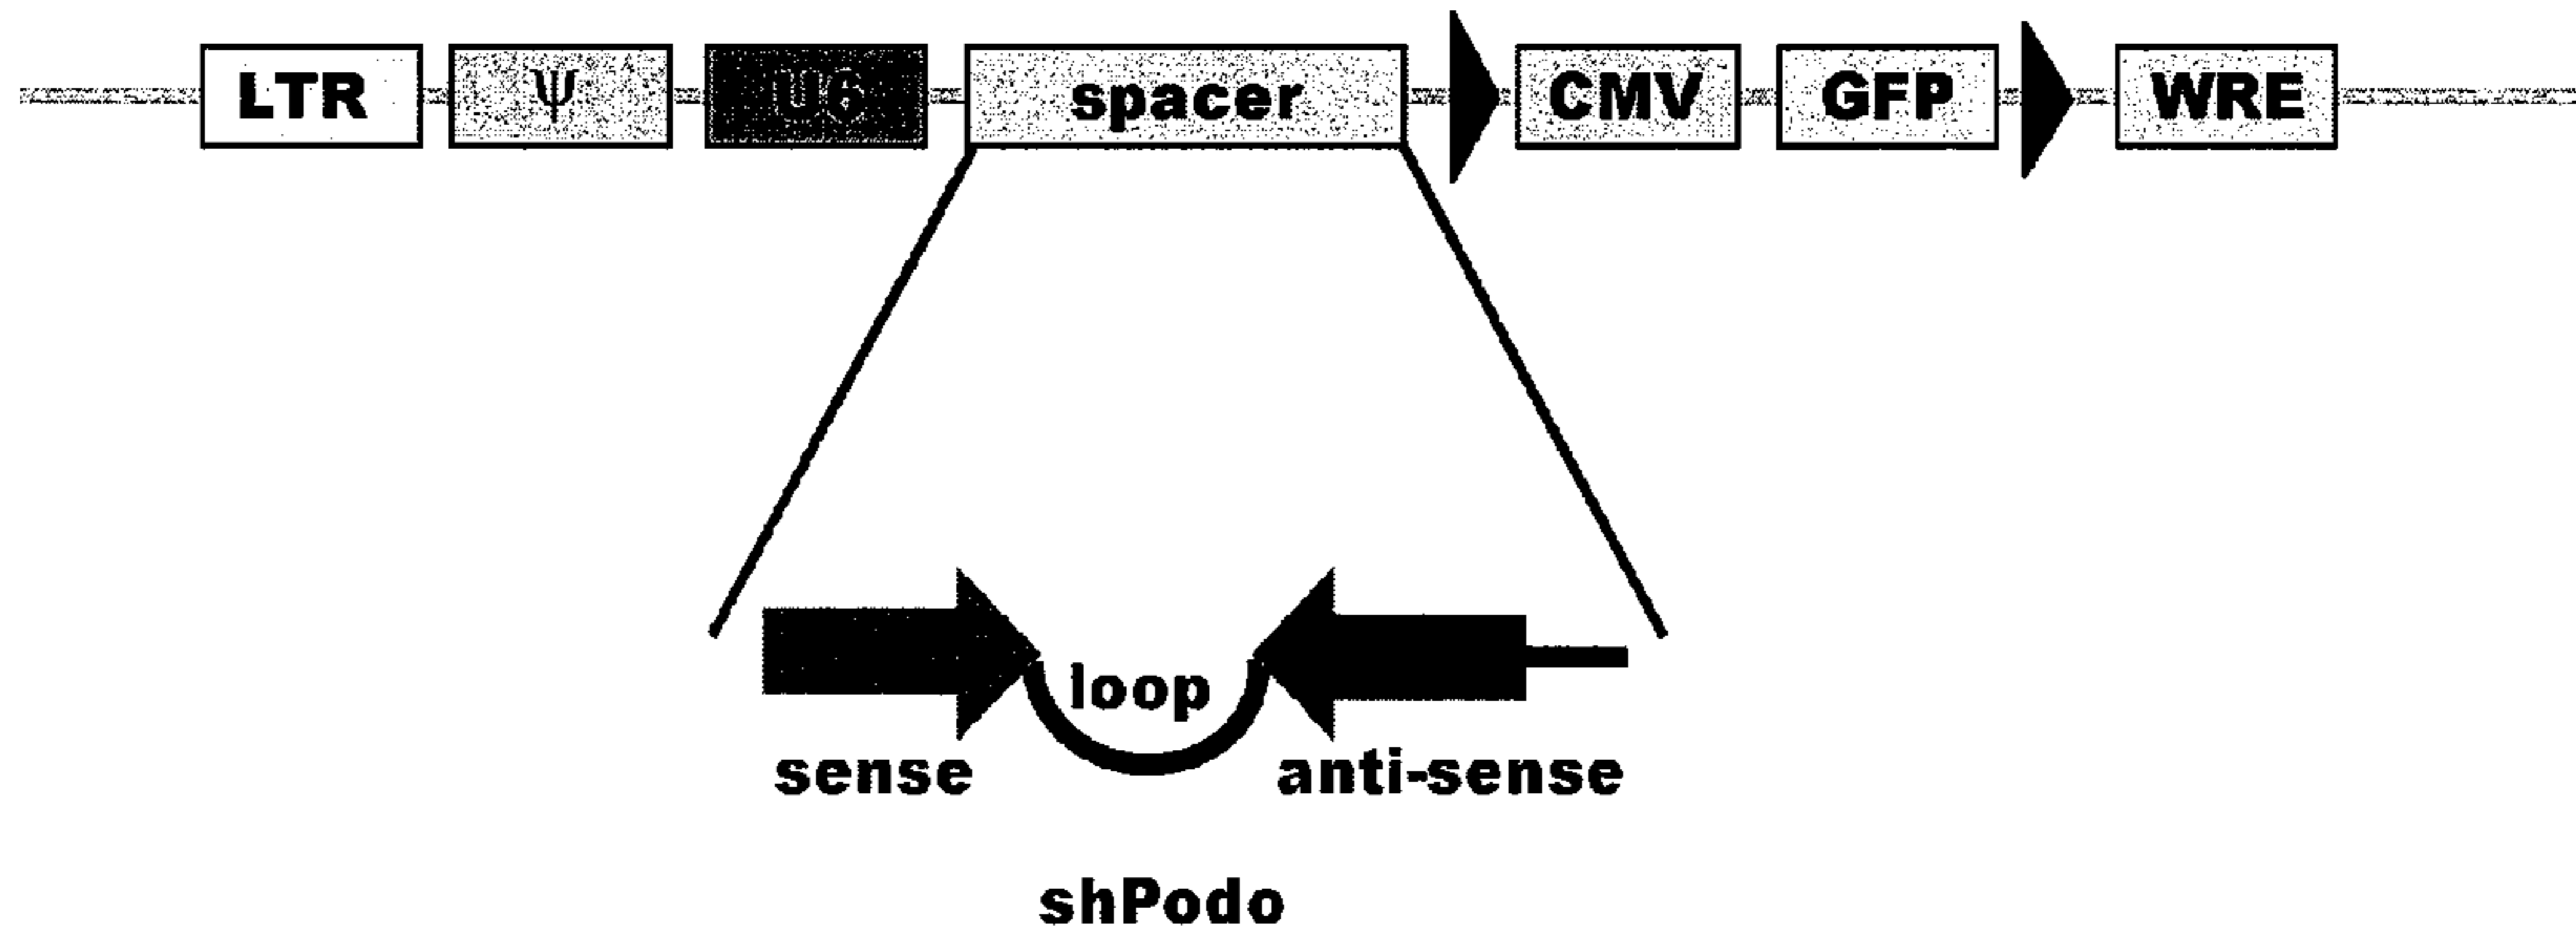 LTR Ψ U6 spacer CMV GFP WRE
loop
sense anti-sense
shPodo